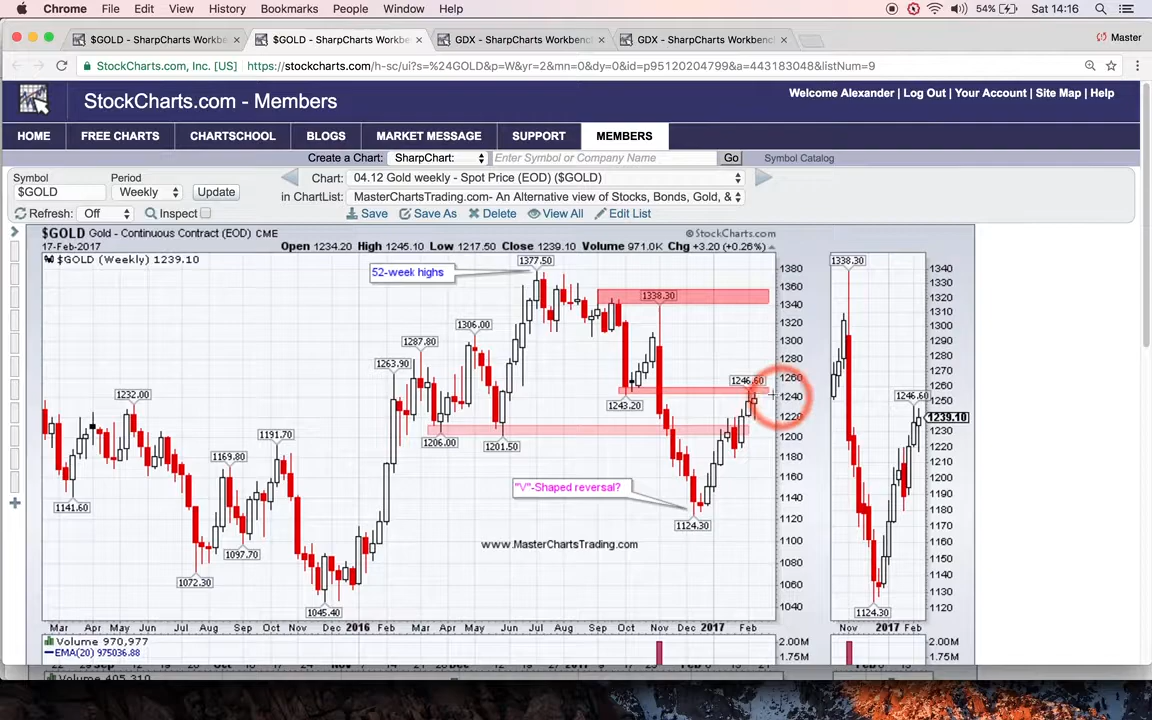 Chrome File Edit View History Bookmarks People Window Help 54% Sat 14:16
$GOLD - SharpCharts Workbe × $GOLD - SharpCharts Workbe × GDX - SharpCharts Workbench × GDX - SharpCharts Workbench × Master
StockCharts.com, Inc. [US] https://stockcharts.com/h-sc/ui?s=%24GOLD&p=W&yr=2&mn=0&dy=0&id=p95120204799&a=443183048&listNum=9
StockCharts.com - Members
Welcome Alexander | Log Out | Your Account | Site Map | Help
HOME FREE CHARTS CHARTSCHOOL BLOGS MARKET MESSAGE SUPPORT MEMBERS
Create a Chart: SharpChart: Enter Symbol or Company Name Go Symbol Catalog
Symbol Period
$GOLD Weekly Update
Chart: 04.12 Gold weekly - Spot Price (EOD) ($GOLD)
in ChartList: MasterChartsTrading.com- An Alternative view of Stocks, Bonds, Gold, &
Refresh: Off Inspect Save Save As Delete View All Edit List
$GOLD Gold - Continuous Contract (EOD) CME © StockCharts.com
17-Feb-2017 Open 1234.20 High 1246.10 Low 1217.50 Close 1239.10 Volume 971.0K Chg +3.20 (+0.26%)
$GOLD (Weekly) 1239.10
52-week highs
1377.50
1338.30
1306.00
1287.80
1263.90
1246.60
1243.20
1232.00
1206.00
1201.50
1191.70
1169.80
1141.60
1097.70
1072.30
1045.40
"V"-Shaped reversal?
1124.30
www.MasterChartsTrading.com
1380
1360
1340
1320
1300
1280
1260
1240
1220
1200
1180
1160
1140
1120
1100
1080
1060
1040
Mar Apr May Jun Jul Aug Sep Oct Nov Dec 2016 Feb Mar Apr May Jun Jul Aug Sep Oct Nov Dec 2017 Feb
1338.30
1246.60
1239.10
1124.30
1340
1330
1320
1310
1300
1290
1280
1270
1260
1250
1230
1220
1210
1200
1190
1180
1170
1160
1150
1140
1130
1120
Nov 2017 Feb
Volume 970,977
EMA(20) 975036.88
2.00M
1.75M
2.00M
1.75M
Volume 405,310